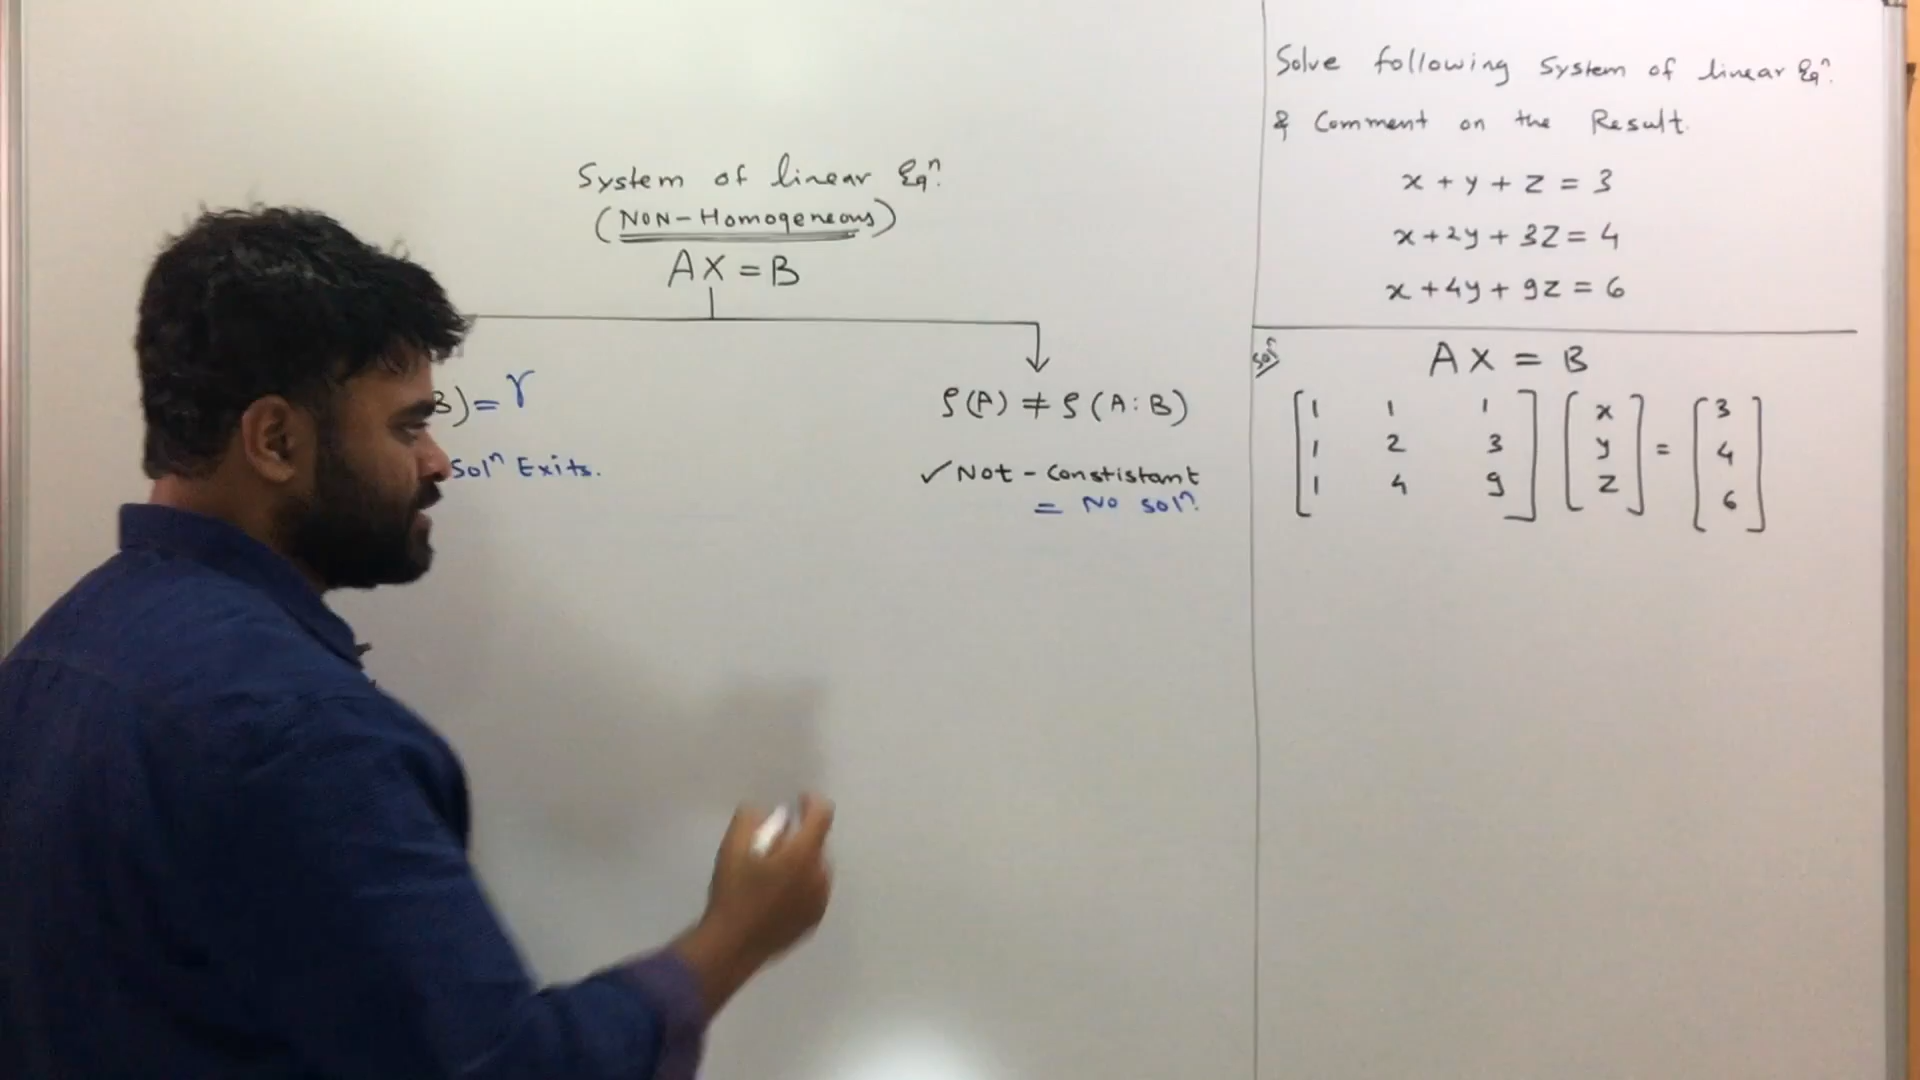 System of linear Eqⁿ.
(NON-Homogeneous)
AX = B
B) = r
Solⁿ Exits.
ρ(A) ≠ ρ(A:B)
✓ Not - Constistant
= No solⁿ.
Solve following System of linear Eqⁿ.
& Comment on the Result.
x + y + z = 3
x + 2y + 3z = 4
x + 4y + 9z = 6
Solⁿ
AX = B
[1 1 1] [x] = [3]
[1 2 3] [y] = [4]
[1 4 9] [z] = [6]